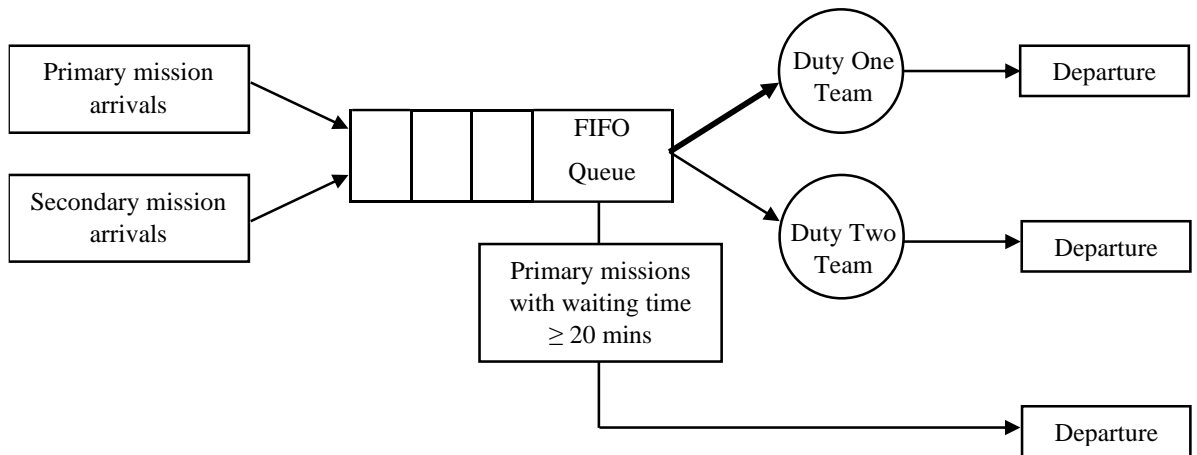 Primary mission
arrivals
Secondary mission
arrivals
FIFO
Queue
Primary missions
with waiting time
≥ 20 mins
Duty One
Team
Duty Two
Team
Departure
Departure
Departure